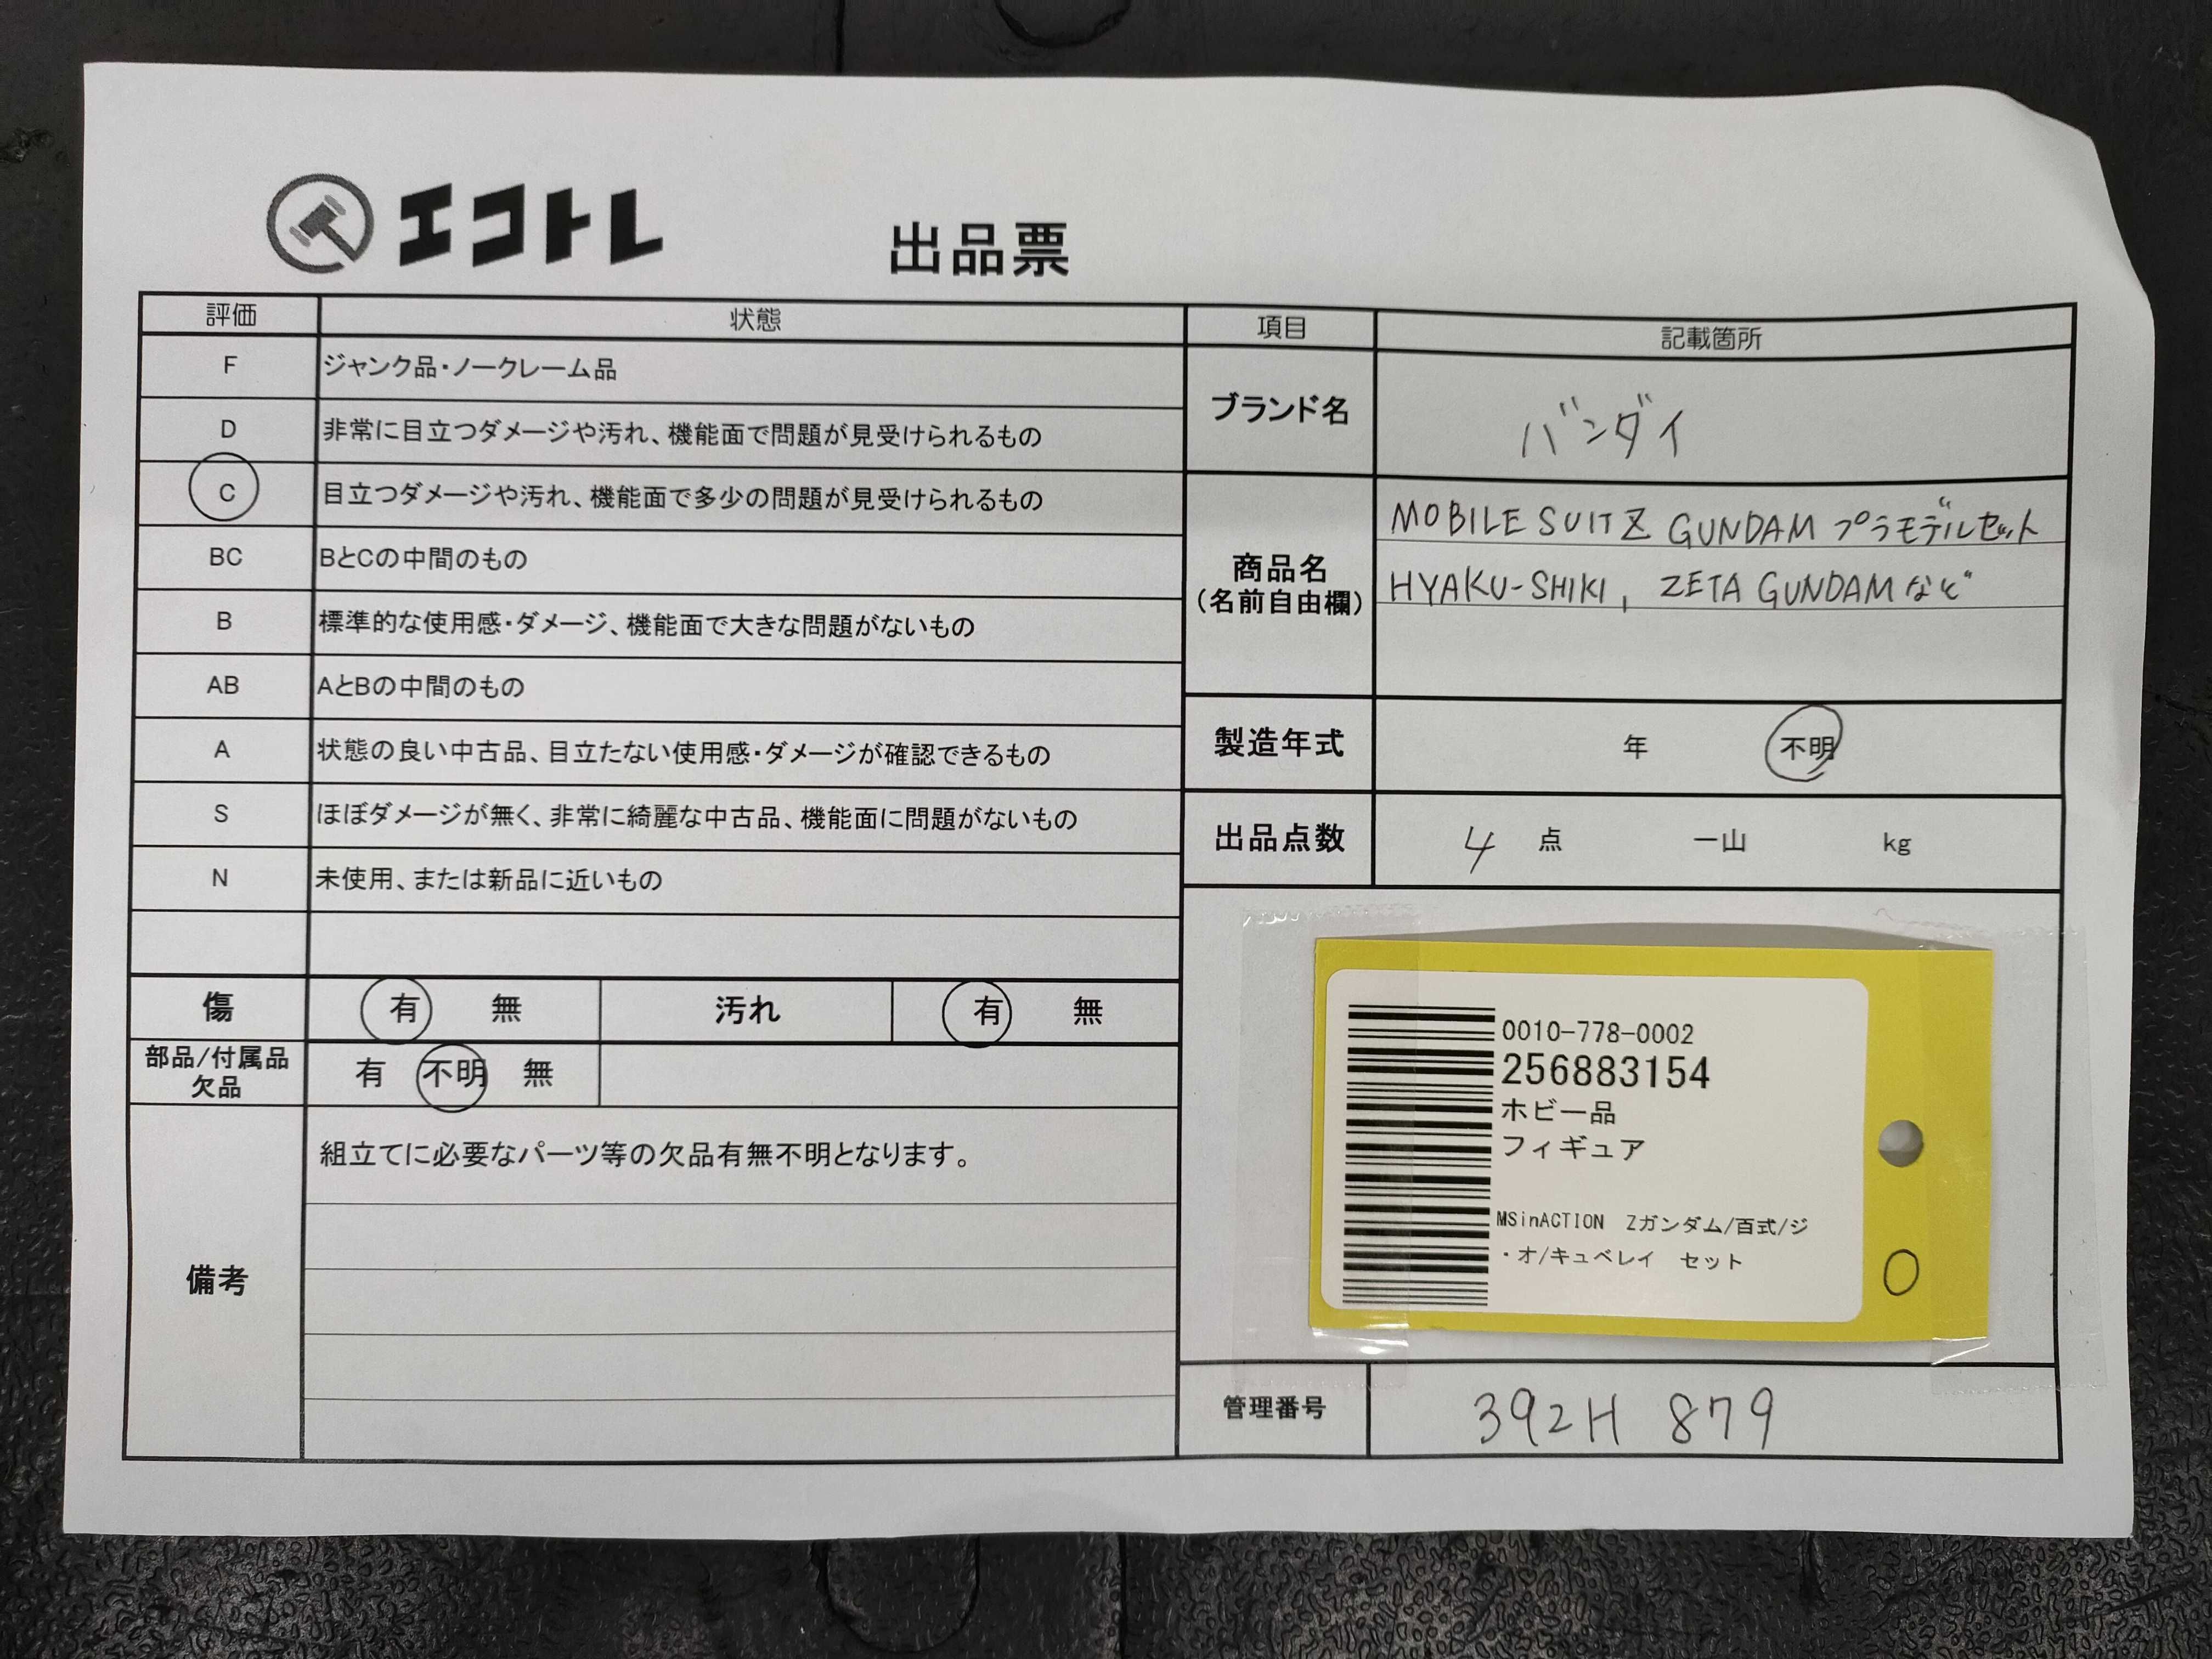 エコトレ
出品票
評価 状態
F ジャンク品・ノークレーム品
D 非常に目立つダメージや汚れ、機能面で問題が見受けられるもの
C 目立つダメージや汚れ、機能面で多少の問題が見受けられるもの
BC BとCの中間のもの
B 標準的な使用感・ダメージ、機能面で大きな問題がないもの
AB AとBの中間のもの
A 状態の良い中古品、目立たない使用感・ダメージが確認できるもの
S ほぼダメージが無く、非常に綺麗な中古品、機能面に問題がないもの
N 未使用、または新品に近いもの
傷 有 無 汚れ 有 無
部品/付属品
欠品
有 不明 無
備考
組立てに必要なパーツ等の欠品有無不明となります。
項目 記載箇所
ブランド名 バンダイ
商品名
(名前自由欄)
MOBILE SUIT Z GUNDAM プラモデルセット
HYAKU-SHIKI, ZETA GUNDAMなど
製造年式 年 不明
出品点数 4 点 一山 kg
0010-778-0002
256883154
ホビー品
フィギュア
MSinACTION Zガンダム/百式/ジ
・オ/キュベレイ セット
O
管理番号 392H 879